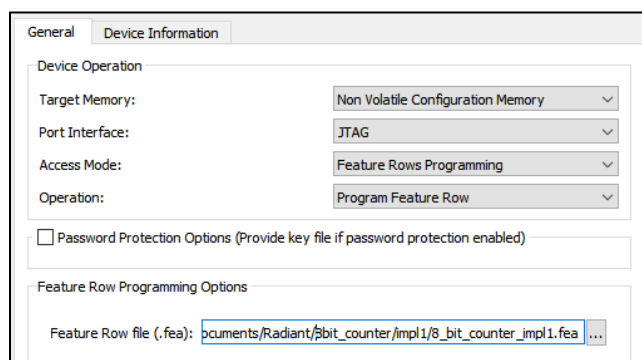 General Device Information
Device Operation
Target Memory: Non Volatile Configuration Memory
Port Interface: JTAG
Access Mode: Feature Rows Programming
Operation: Program Feature Row
Password Protection Options (Provide key file if password protection enabled)
Feature Row Programming Options
Feature Row file (.fea): ocuments/Radiant/8bit_counter/impl1/8_bit_counter_impl1.fea ...